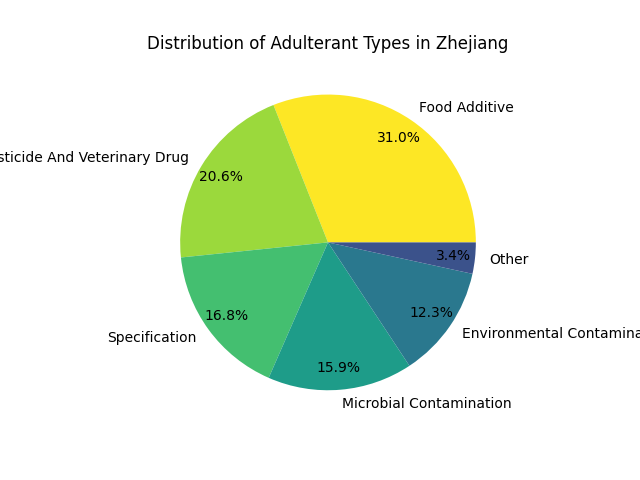 Distribution of Adulterant Types in Zhejiang
Food Additive
31.0%
sticide And Veterinary Drug
20.6%
3.4%
Other
12.3%
Environmental Contamina
16.8%
Specification
15.9%
Microbial Contamination